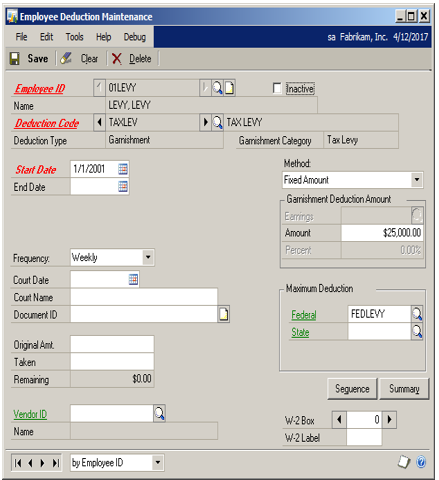 Employee Deduction Maintenance
File Edit Tools Help Debug sa Fabrikam, Inc. 4/12/2017
Save Clear Delete
Employee ID 01LEVY Inactive
Name LEVY, LEVY
Deduction Code TAXLEV TAX LEVY
Deduction Type Garnishment Garnishment Category Tax Levy
Start Date 1/1/2001
End Date
Method:
Fixed Amount
Garnishment Deduction Amount
Earnings
Amount $25,000.00
Percent 0.00%
Frequency: Weekly
Court Date
Court Name
Document ID
Maximum Deduction
Federal FEDLEVY
State
Original Amt.
Taken
Remaining $0.00
Sequence Summary
Vendor ID
Name
W-2 Box 0
W-2 Label
by Employee ID